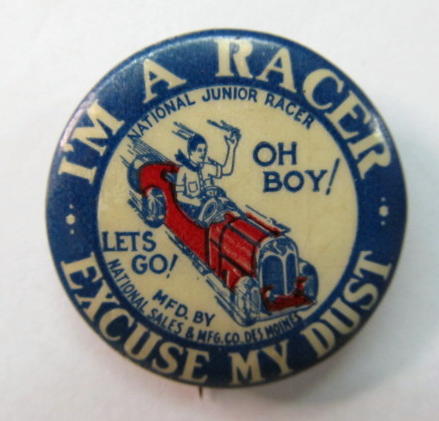 I'M A RACER
NATIONAL JUNIOR RACER
OH
BOY!
LETS
GO!
MFD. BY
NATIONAL SALES & MFG. CO. DES MOINES
EXCUSE MY DUST